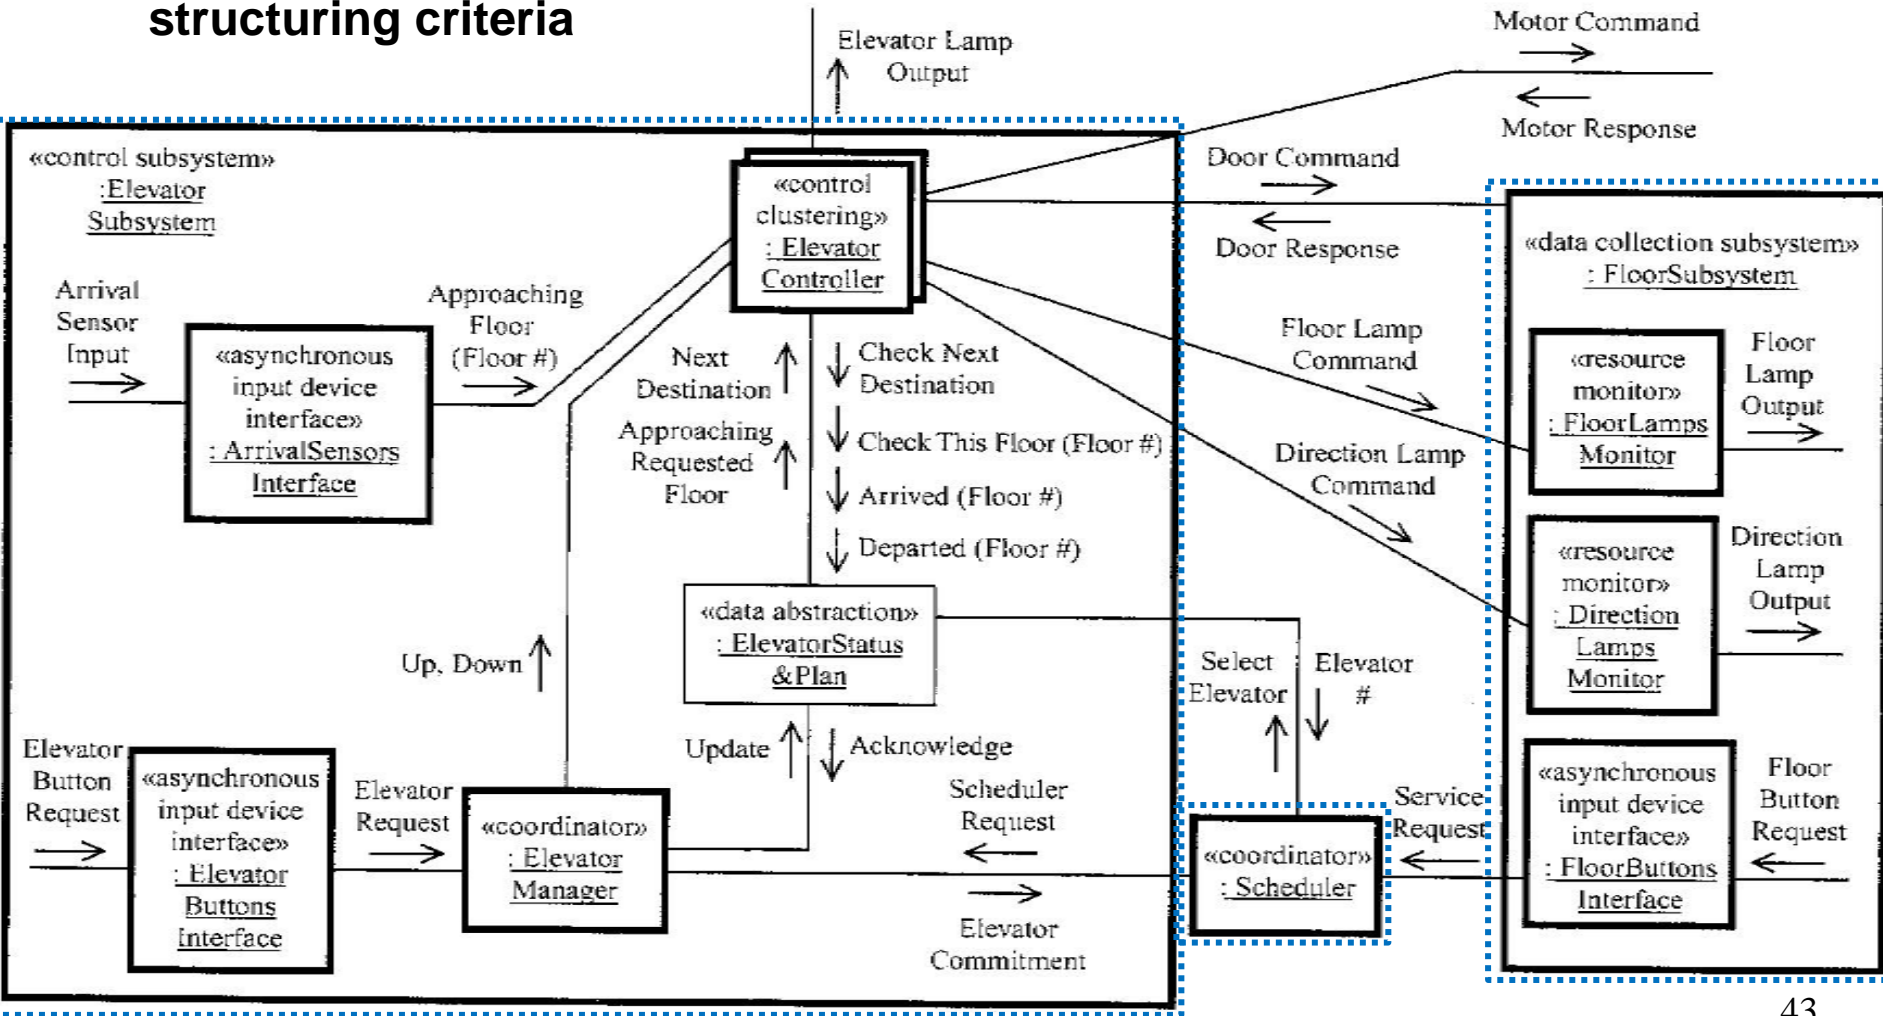 structuring criteria
Elevator Lamp
Output
Motor Command
Motor Response
«control subsystem»
:Elevator
Subsystem
«control
clustering»
: Elevator
Controller
Door Command
Door Response
«data collection subsystem»
: FloorSubsystem
Arrival
Sensor
Input
«asynchronous
input device
interface»
: ArrivalSensors
Interface
Approaching
Floor
(Floor #)
Next
Destination
Approaching
Requested
Floor
Check Next
Destination
Check This Floor (Floor #)
Arrived (Floor #)
Departed (Floor #)
Floor Lamp
Command
Direction Lamp
Command
«resource
monitor»
: FloorLamps
Monitor
Floor
Lamp
Output
«resource
monitor»
: Direction
Lamps
Monitor
Direction
Lamp
Output
«data abstraction»
: ElevatorStatus
&Plan
Up, Down
Select
Elevator
Elevator
#
Update
Acknowledge
Elevator
Button
Request
«asynchronous
input device
interface»
: Elevator
Buttons
Interface
Elevator
Request
«coordinator»
: Elevator
Manager
Scheduler
Request
Elevator
Commitment
«coordinator»
: Scheduler
Service
Request
«asynchronous
input device
interface»
: FloorButtons
Interface
Floor
Button
Request
43